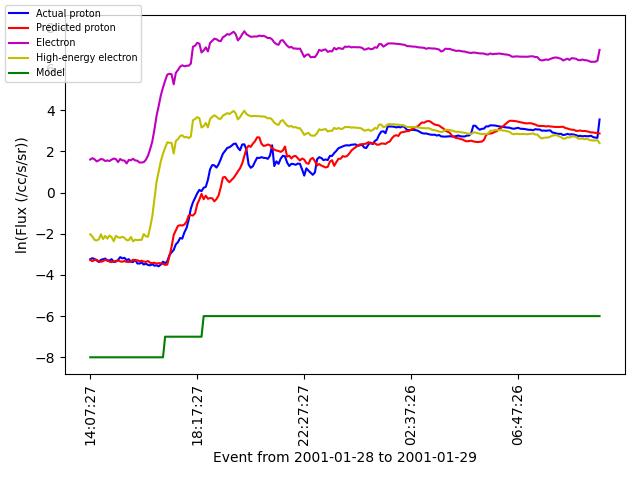 Actual proton
Predicted proton
Electron
High-energy electron
Model
ln(Flux (/cc/s/sr))
4
2
0
−2
−4
−6
−8
14:07:27
18:17:27
22:27:27
02:37:26
06:47:26
Event from 2001-01-28 to 2001-01-29